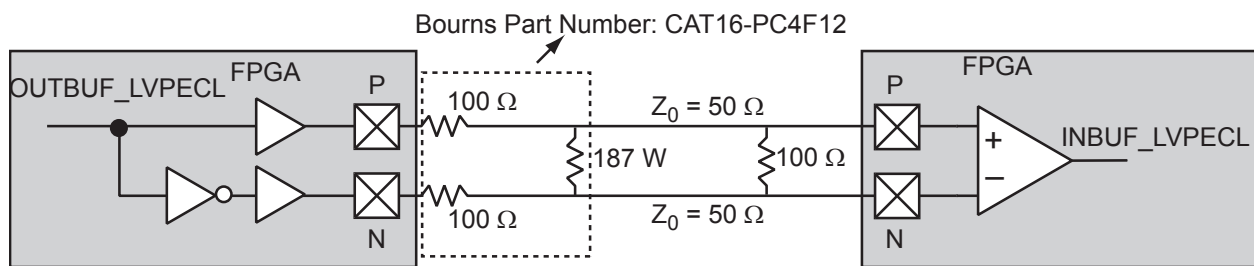 Bourns Part Number: CAT16-PC4F12
OUTBUF_LVPECL
FPGA
P
100 Ω
Z0 = 50 Ω
187 W
100 Ω
N
100 Ω
Z0 = 50 Ω
FPGA
P
+
–
INBUF_LVPECL
N